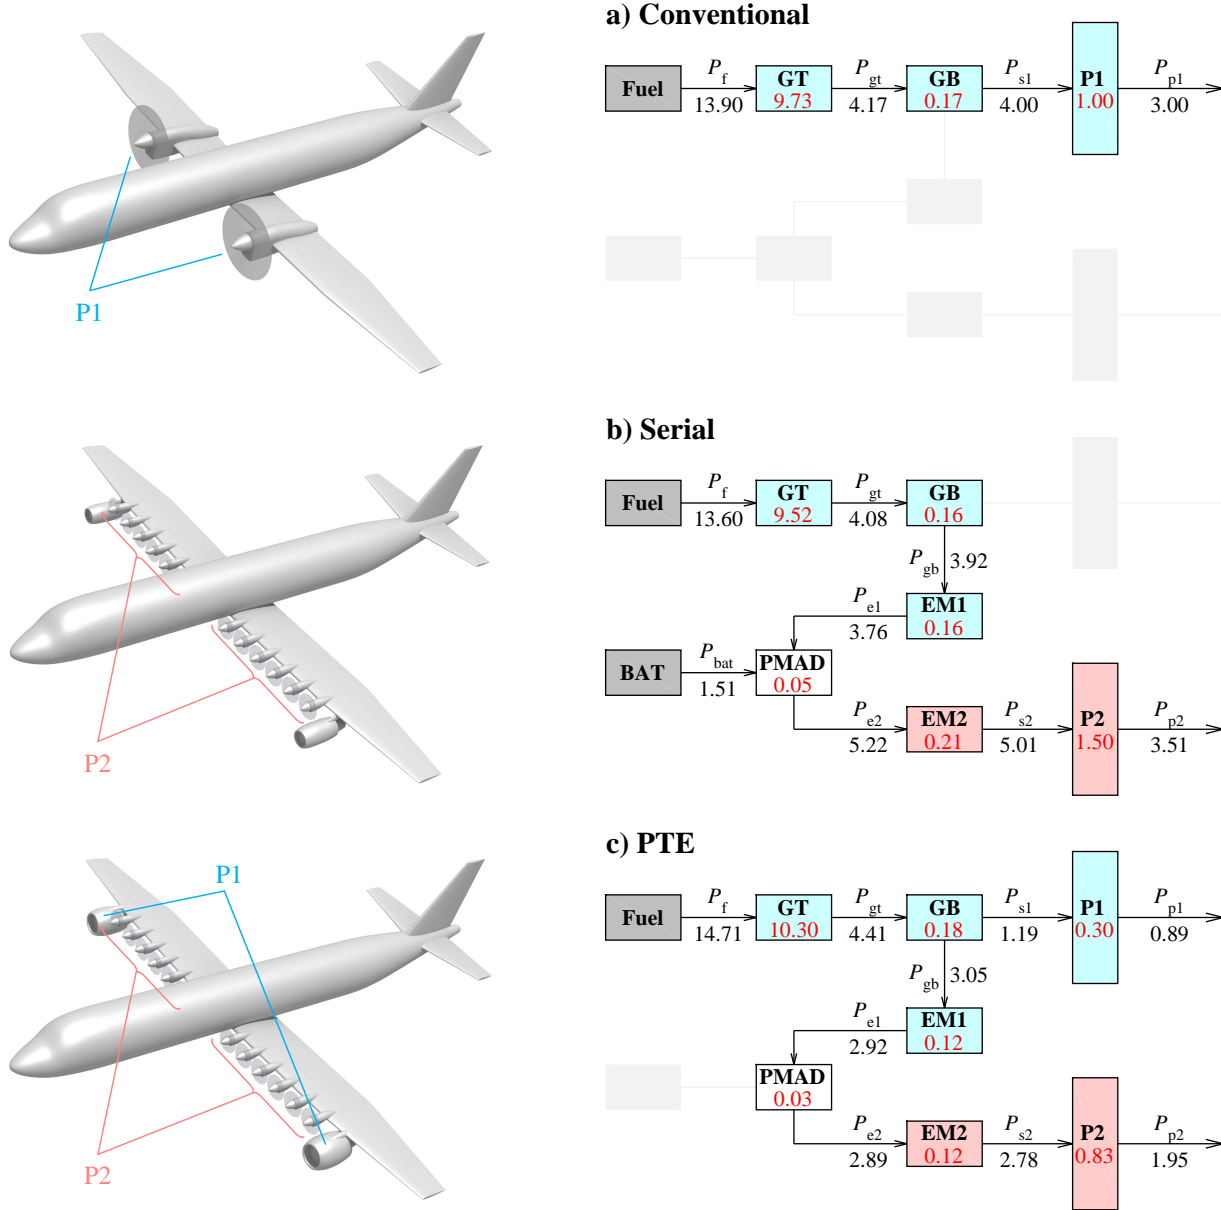 a) Conventional
P1
Fuel
P_f
13.90
GT
9.73
P_gt
4.17
GB
0.17
P_s1
4.00
P1
1.00
P_p1
3.00
b) Serial
P2
Fuel
P_f
13.60
GT
9.52
P_gt
4.08
GB
0.16
P_gb
3.92
EM1
0.16
P_e1
3.76
BAT
P_bat
1.51
PMAD
0.05
P_e2
5.22
EM2
0.21
P_s2
5.01
P2
1.50
P_p2
3.51
c) PTE
P1
P2
Fuel
P_f
14.71
GT
10.30
P_gt
4.41
GB
0.18
P_s1
1.19
P1
0.30
P_p1
0.89
P_gb
3.05
EM1
0.12
P_e1
2.92
PMAD
0.03
P_e2
2.89
EM2
0.12
P_s2
2.78
P2
0.83
P_p2
1.95